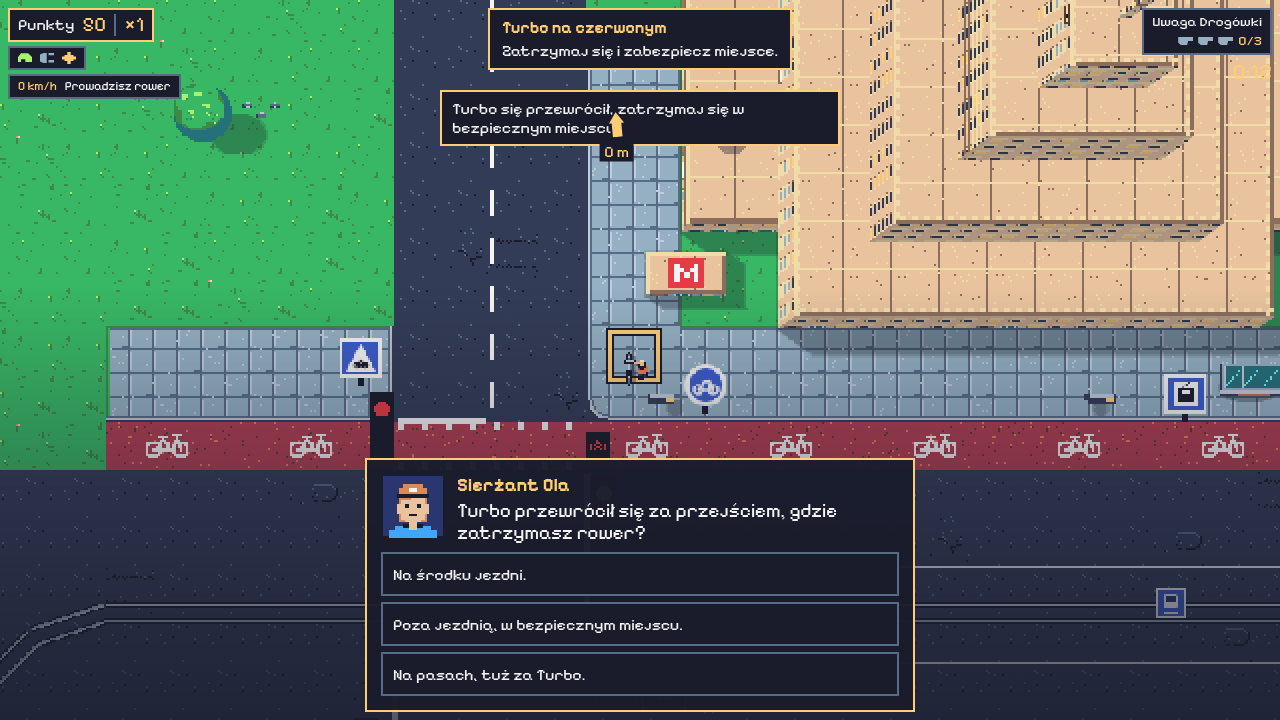 Punkty 80 ×1
0 km/h Prowadzisz rower
Turbo na czerwonym
Zatrzymaj się i zabezpiecz miejsce.
Turbo się przewrócił, zatrzymaj się w
bezpiecznym miejscu.
0 m
Uwaga Drogówki
0/3
M
Sierżant Ola
Turbo przewrócił się za przejściem, gdzie
zatrzymasz rower?
Na środku jezdni.
Poza jezdnią, w bezpiecznym miejscu.
Na pasach, tuż za Turbo.